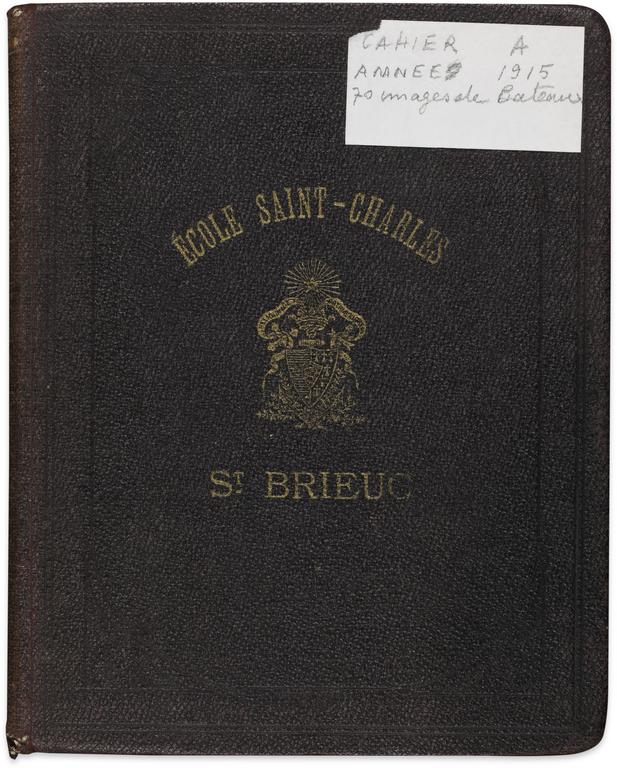 CAHIER A
ANNEES 1915
70 images de Bateaux
ÉCOLE SAINT-CHARLES
ST BRIEUC